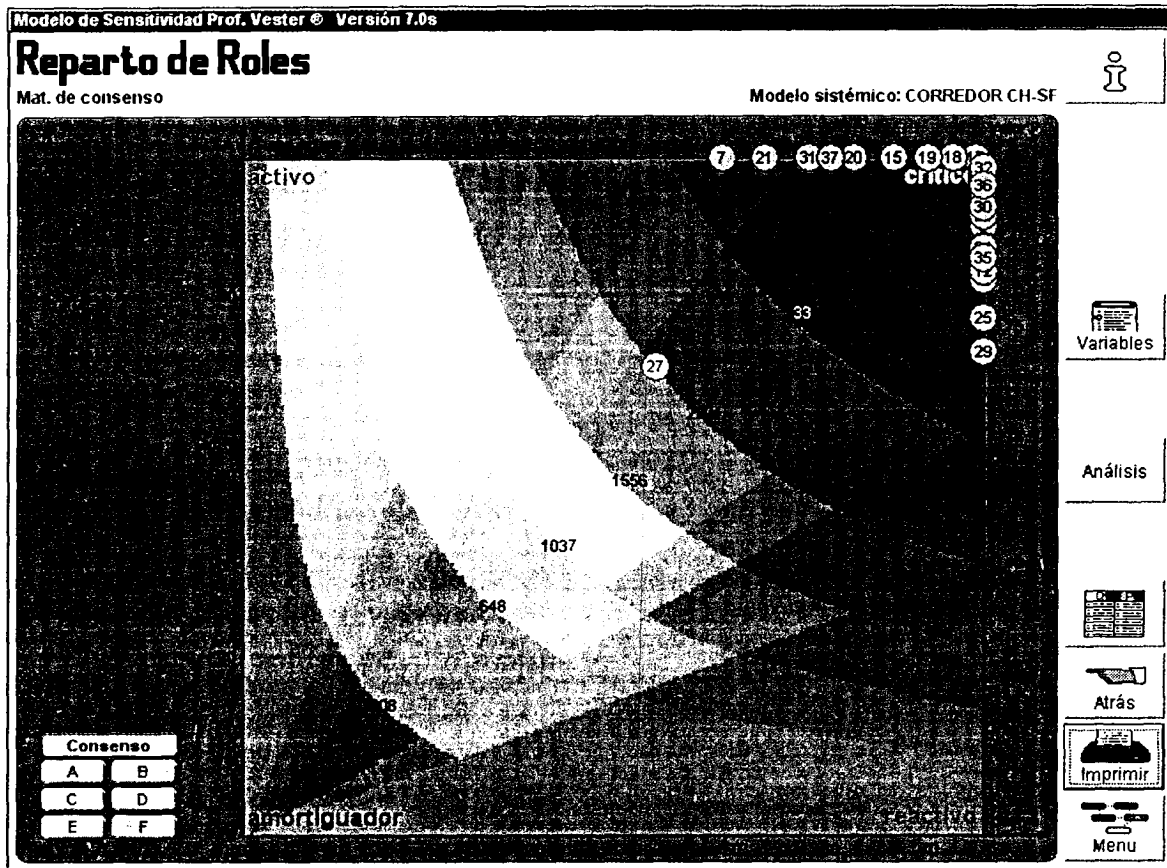 Modelo de Sensitividad Prof. Vester ® Versión 7.0s
Reparto de Roles
Mat. de consenso
Modelo sistémico: CORREDOR CH-SF
activo
7 21 31 37 20 15 19 18
crítico
32
36
30
35
25
29
33
27
1556
1037
648
Variables
Análisis
Atrás
Imprimir
Menu
Consenso
A B
C D
E F
amortiguador
reactivo